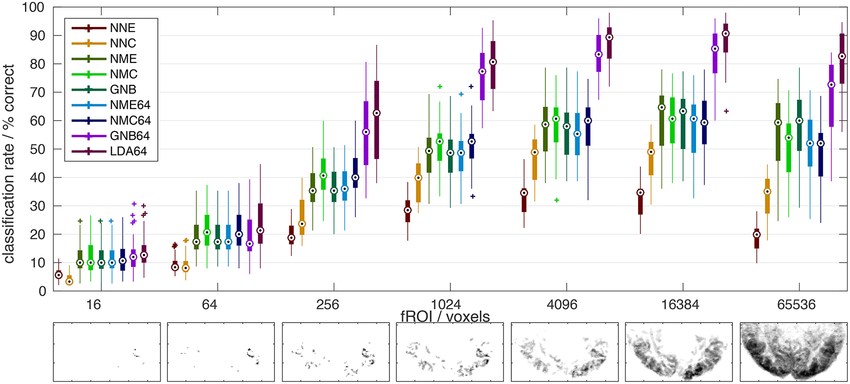 100
90
80
70
60
50
40
30
20
10
0
classification rate / % correct
NNE
NNC
NME
NMC
GNB
NME64
NMC64
GNB64
LDA64
16 64 256 1024 4096 16384 65536
fROI / voxels